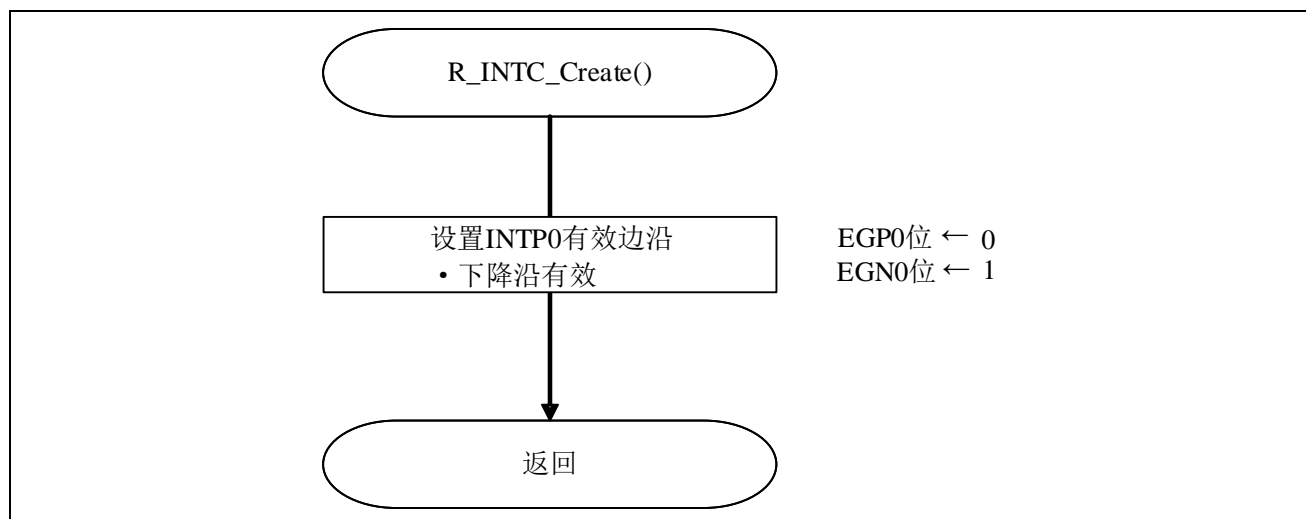 R_INTC_Create()
设置INTP0有效边沿
・下降沿有效
EGP0位 ← 0
EGN0位 ← 1
返回